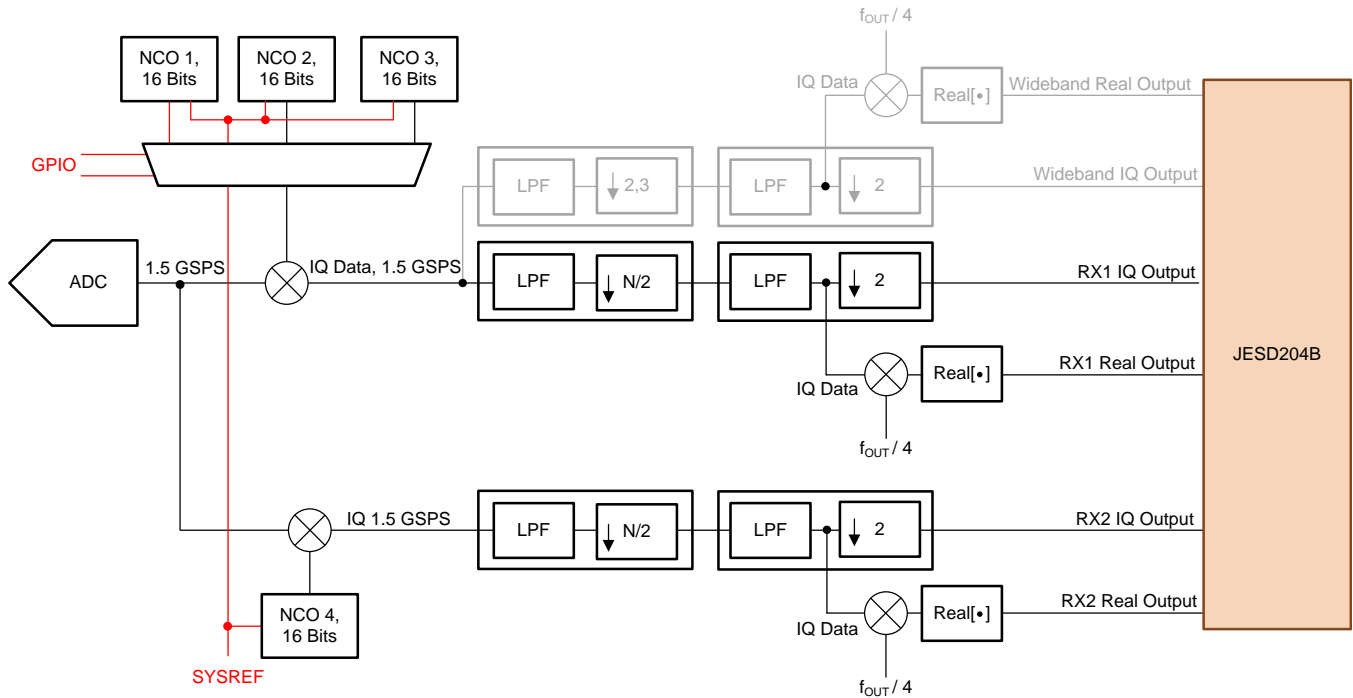 f_OUT / 4
NCO 1,
16 Bits
NCO 2,
16 Bits
NCO 3,
16 Bits
IQ Data
Real[•]
Wideband Real Output
GPIO
LPF
2,3
LPF
2
Wideband IQ Output
ADC
1.5 GSPS
IQ Data, 1.5 GSPS
LPF
N/2
LPF
2
RX1 IQ Output
IQ Data
Real[•]
RX1 Real Output
f_OUT / 4
JESD204B
IQ 1.5 GSPS
LPF
N/2
LPF
2
RX2 IQ Output
NCO 4,
16 Bits
IQ Data
Real[•]
RX2 Real Output
SYSREF
f_OUT / 4